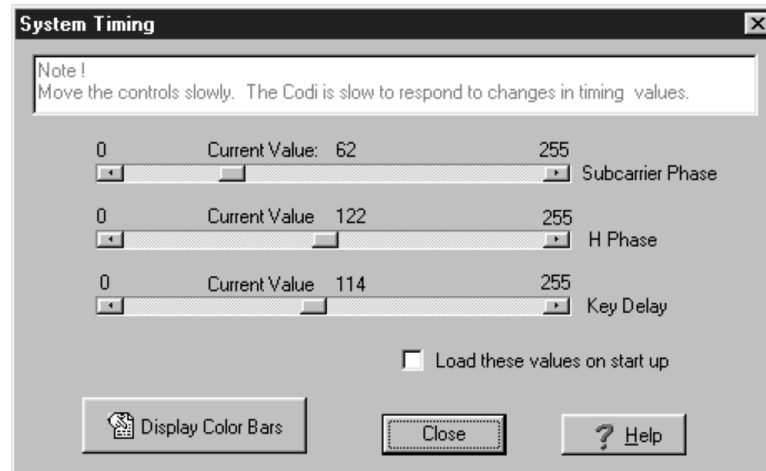 System Timing
Note !
Move the controls slowly.  The Codi is slow to respond to changes in timing  values.
0 Current Value: 62 255
Subcarrier Phase
0 Current Value 122 255
H Phase
0 Current Value 114 255
Key Delay
Load these values on start up
Display Color Bars
Close
? Help